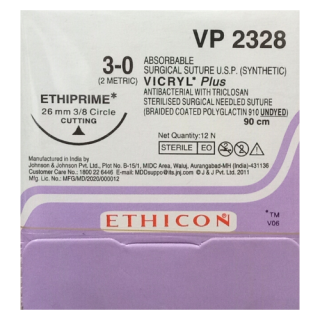 VP 2328
3-0
(2 METRIC)
ABSORBABLE
SURGICAL SUTURE U.S.P. (SYNTHETIC)
VICRYL* Plus
ANTIBACTERIAL WITH TRICLOSAN
STERILISED SURGICAL NEEDLED SUTURE
(BRAIDED COATED POLYGLACTIN 910 UNDYED)
90 cm
ETHIPRIME*
26 mm 3/8 Circle
CUTTING
Net Quantity:12 N
STERILE EO
Marketed by:
Johnson & Johnson Pvt. Ltd., Plot No. B-15/1, MIDC Area, Waluj, Aurangabad-MH (India)-431136
Customer Care No.: 1800 22 6446 E-mail: MDDsuppo@its.jnj.com © J & J Pvt. Ltd. 2011
Mfg. Lic. No.: MFG/MD/2020/000012
ETHICON
*TM
V06